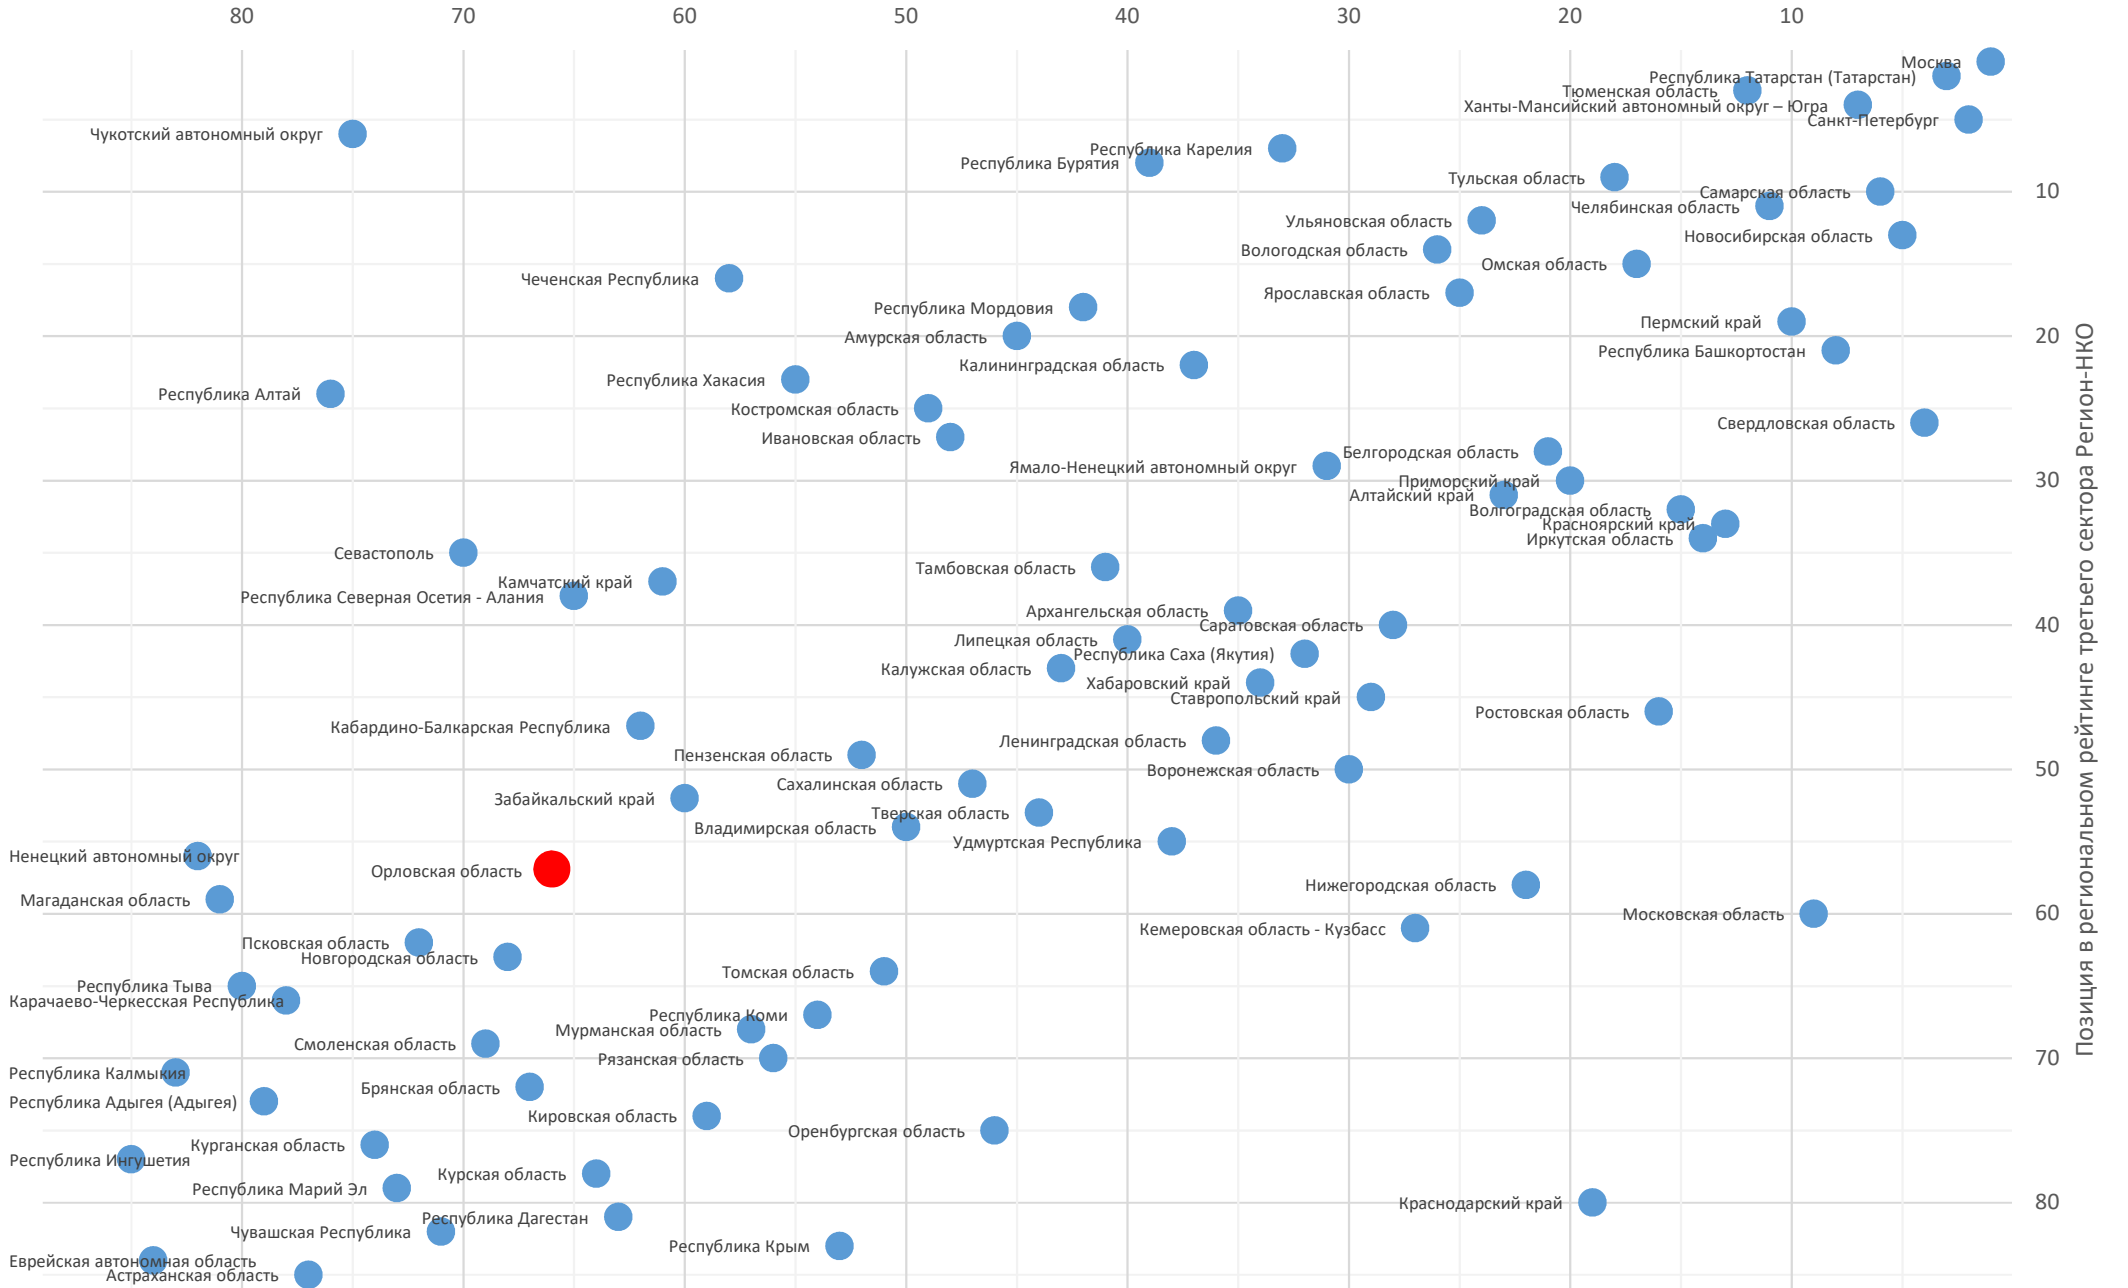 80 70 60 50 40 30 20 10
Москва
Республика Татарстан (Татарстан)
Тюменская область
Ханты-Мансийский автономный округ – Югра
Санкт-Петербург
Чукотский автономный округ
Республика Карелия
Республика Бурятия
Тульская область
Самарская область
10
Челябинская область
Ульяновская область
Новосибирская область
Вологодская область
Омская область
Чеченская Республика
Ярославская область
Республика Мордовия
Пермский край
Амурская область
20
Республика Башкортостан
Калининградская область
Республика Хакасия
Республика Алтай
Костромская область
Свердловская область
Ивановская область
Белгородская область
Ямало-Ненецкий автономный округ
Приморский край
30
Алтайский край
Волгоградская область
Красноярский край
Иркутская область
Севастополь
Тамбовская область
Камчатский край
Республика Северная Осетия - Алания
Архангельская область
Саратовская область
40
Липецкая область
Республика Саха (Якутия)
Калужская область
Хабаровский край
Ставропольский край
Ростовская область
Кабардино-Балкарская Республика
Ленинградская область
Пензенская область
Воронежская область
50
Сахалинская область
Забайкальский край
Тверская область
Владимирская область
Удмуртская Республика
Ненецкий автономный округ
Орловская область
Нижегородская область
Магаданская область
Московская область
60
Кемеровская область - Кузбасс
Псковская область
Новгородская область
Томская область
Республика Тыва
Карачаево-Черкесская Республика
Республика Коми
Мурманская область
Смоленская область
Рязанская область
70
Республика Калмыкия
Брянская область
Республика Адыгея (Адыгея)
Кировская область
Оренбургская область
Курганская область
Республика Ингушетия
Курская область
Республика Марий Эл
Краснодарский край
80
Республика Дагестан
Чувашская Республика
Республика Крым
Еврейская автономная область
Астраханская область
Позиция в региональном рейтинге третьего сектора Регион-НКО